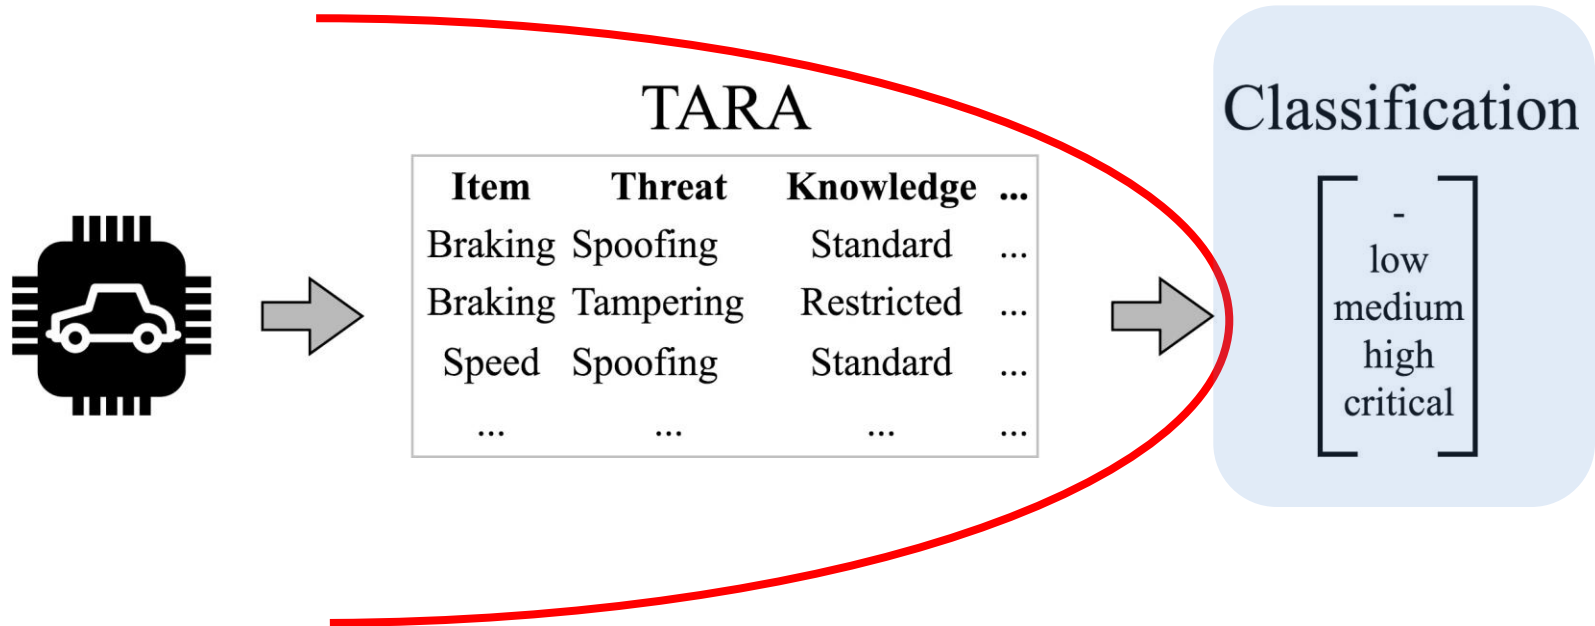 TARA
Item Threat Knowledge ...
Braking Spoofing Standard ...
Braking Tampering Restricted ...
Speed Spoofing Standard ...
... ... ... ...
Classification
-
low
medium
high
critical